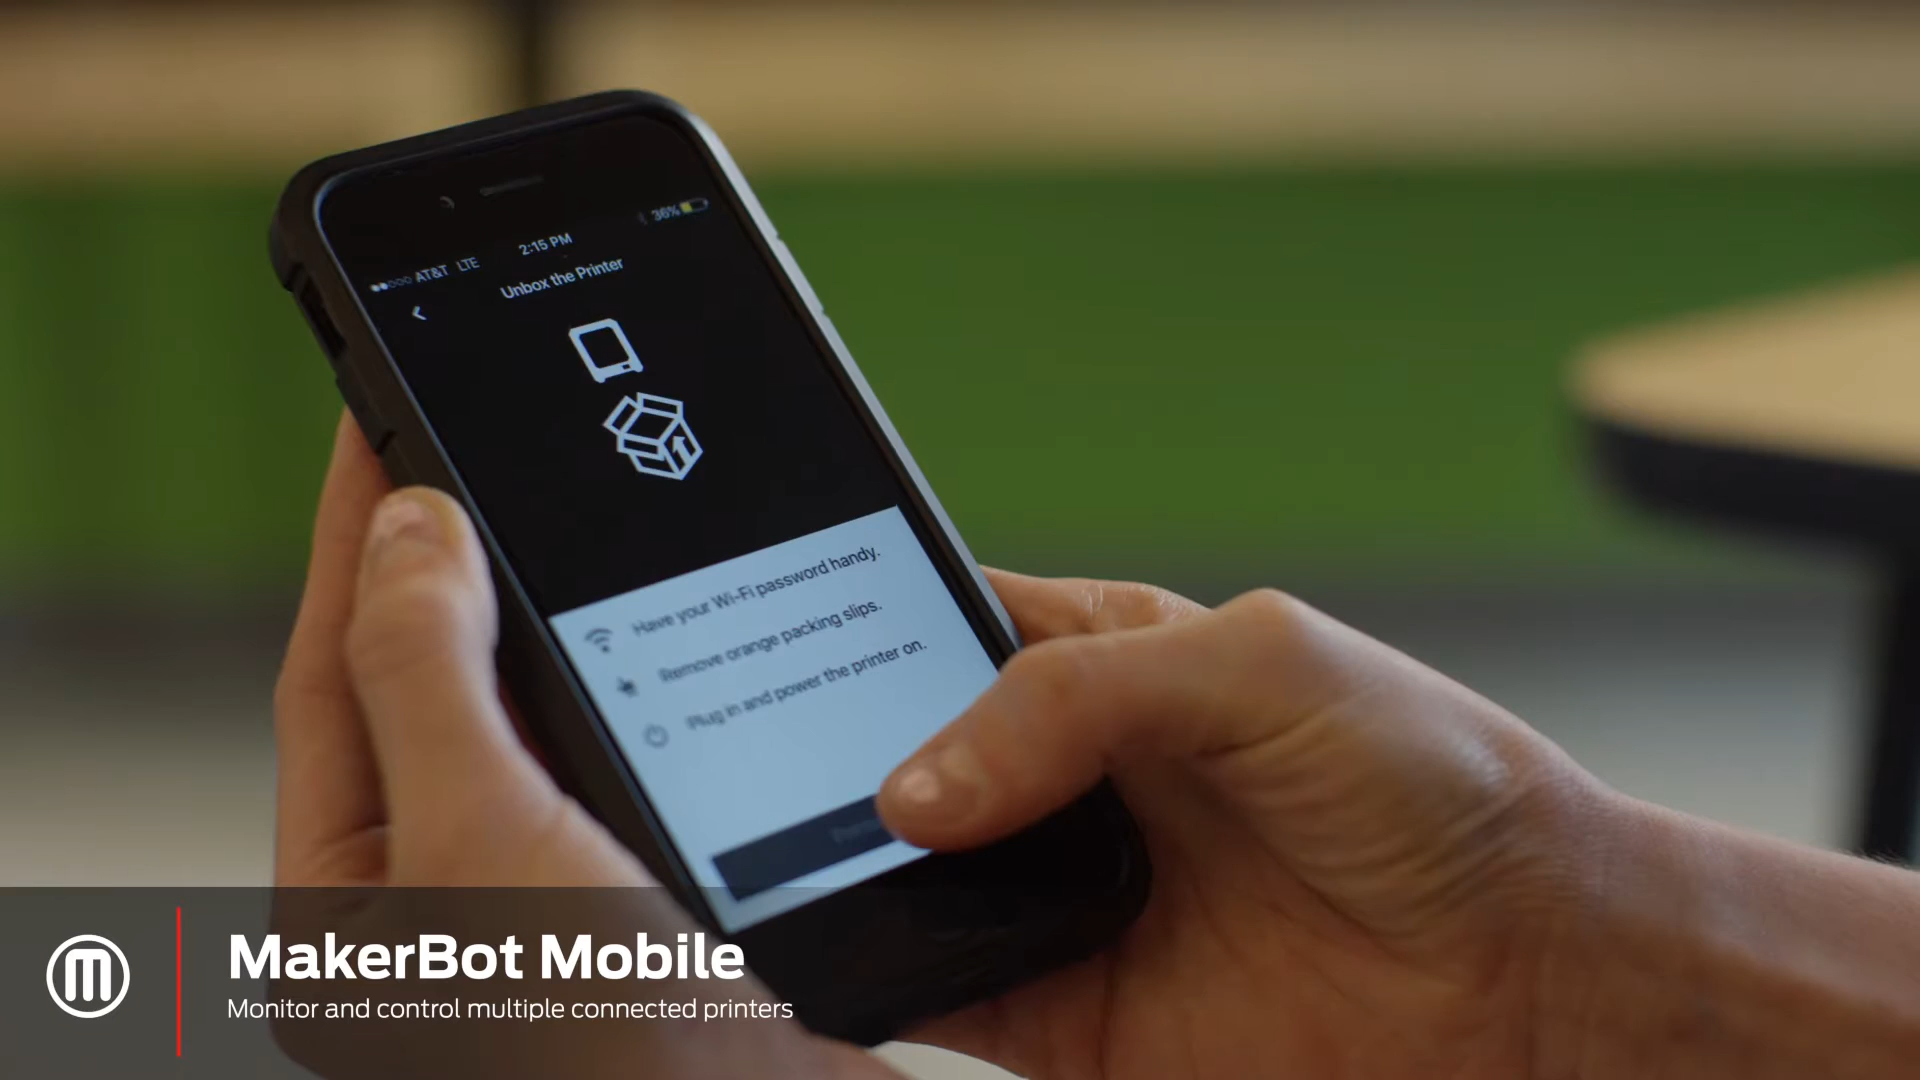 36%
2:15 PM
AT&T LTE
Unbox the Printer
Have your Wi-Fi password handy.
Remove orange packing slips.
Plug in and power the printer on.
MakerBot Mobile
Monitor and control multiple connected printers